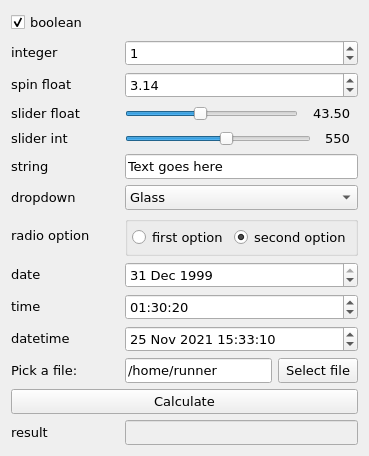 boolean
integer 1
spin float 3.14
slider float 43.50
slider int 550
string Text goes here
dropdown Glass
radio option first option second option
date 31 Dec 1999
time 01:30:20
datetime 25 Nov 2021 15:33:10
Pick a file: /home/runner Select file
Calculate
result